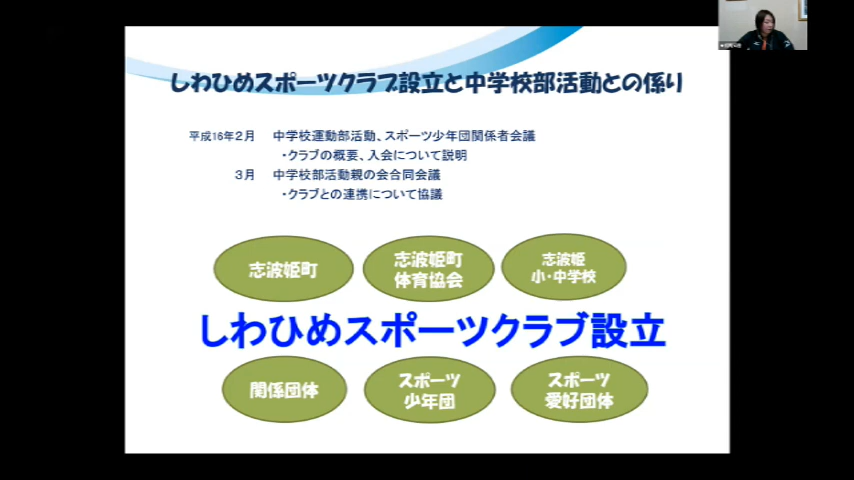 しわひめスポーツクラブ設立と中学校部活動との係り
平成16年2月 中学校運動部活動、スポーツ少年団関係者会議
・クラブの概要、入会について説明
3月 中学校部活動親の会合同会議
・クラブとの連携について協議
志波姫町
志波姫町
体育協会
志波姫
小・中学校
しわひめスポーツクラブ設立
関係団体
スポーツ
少年団
スポーツ
愛好団体